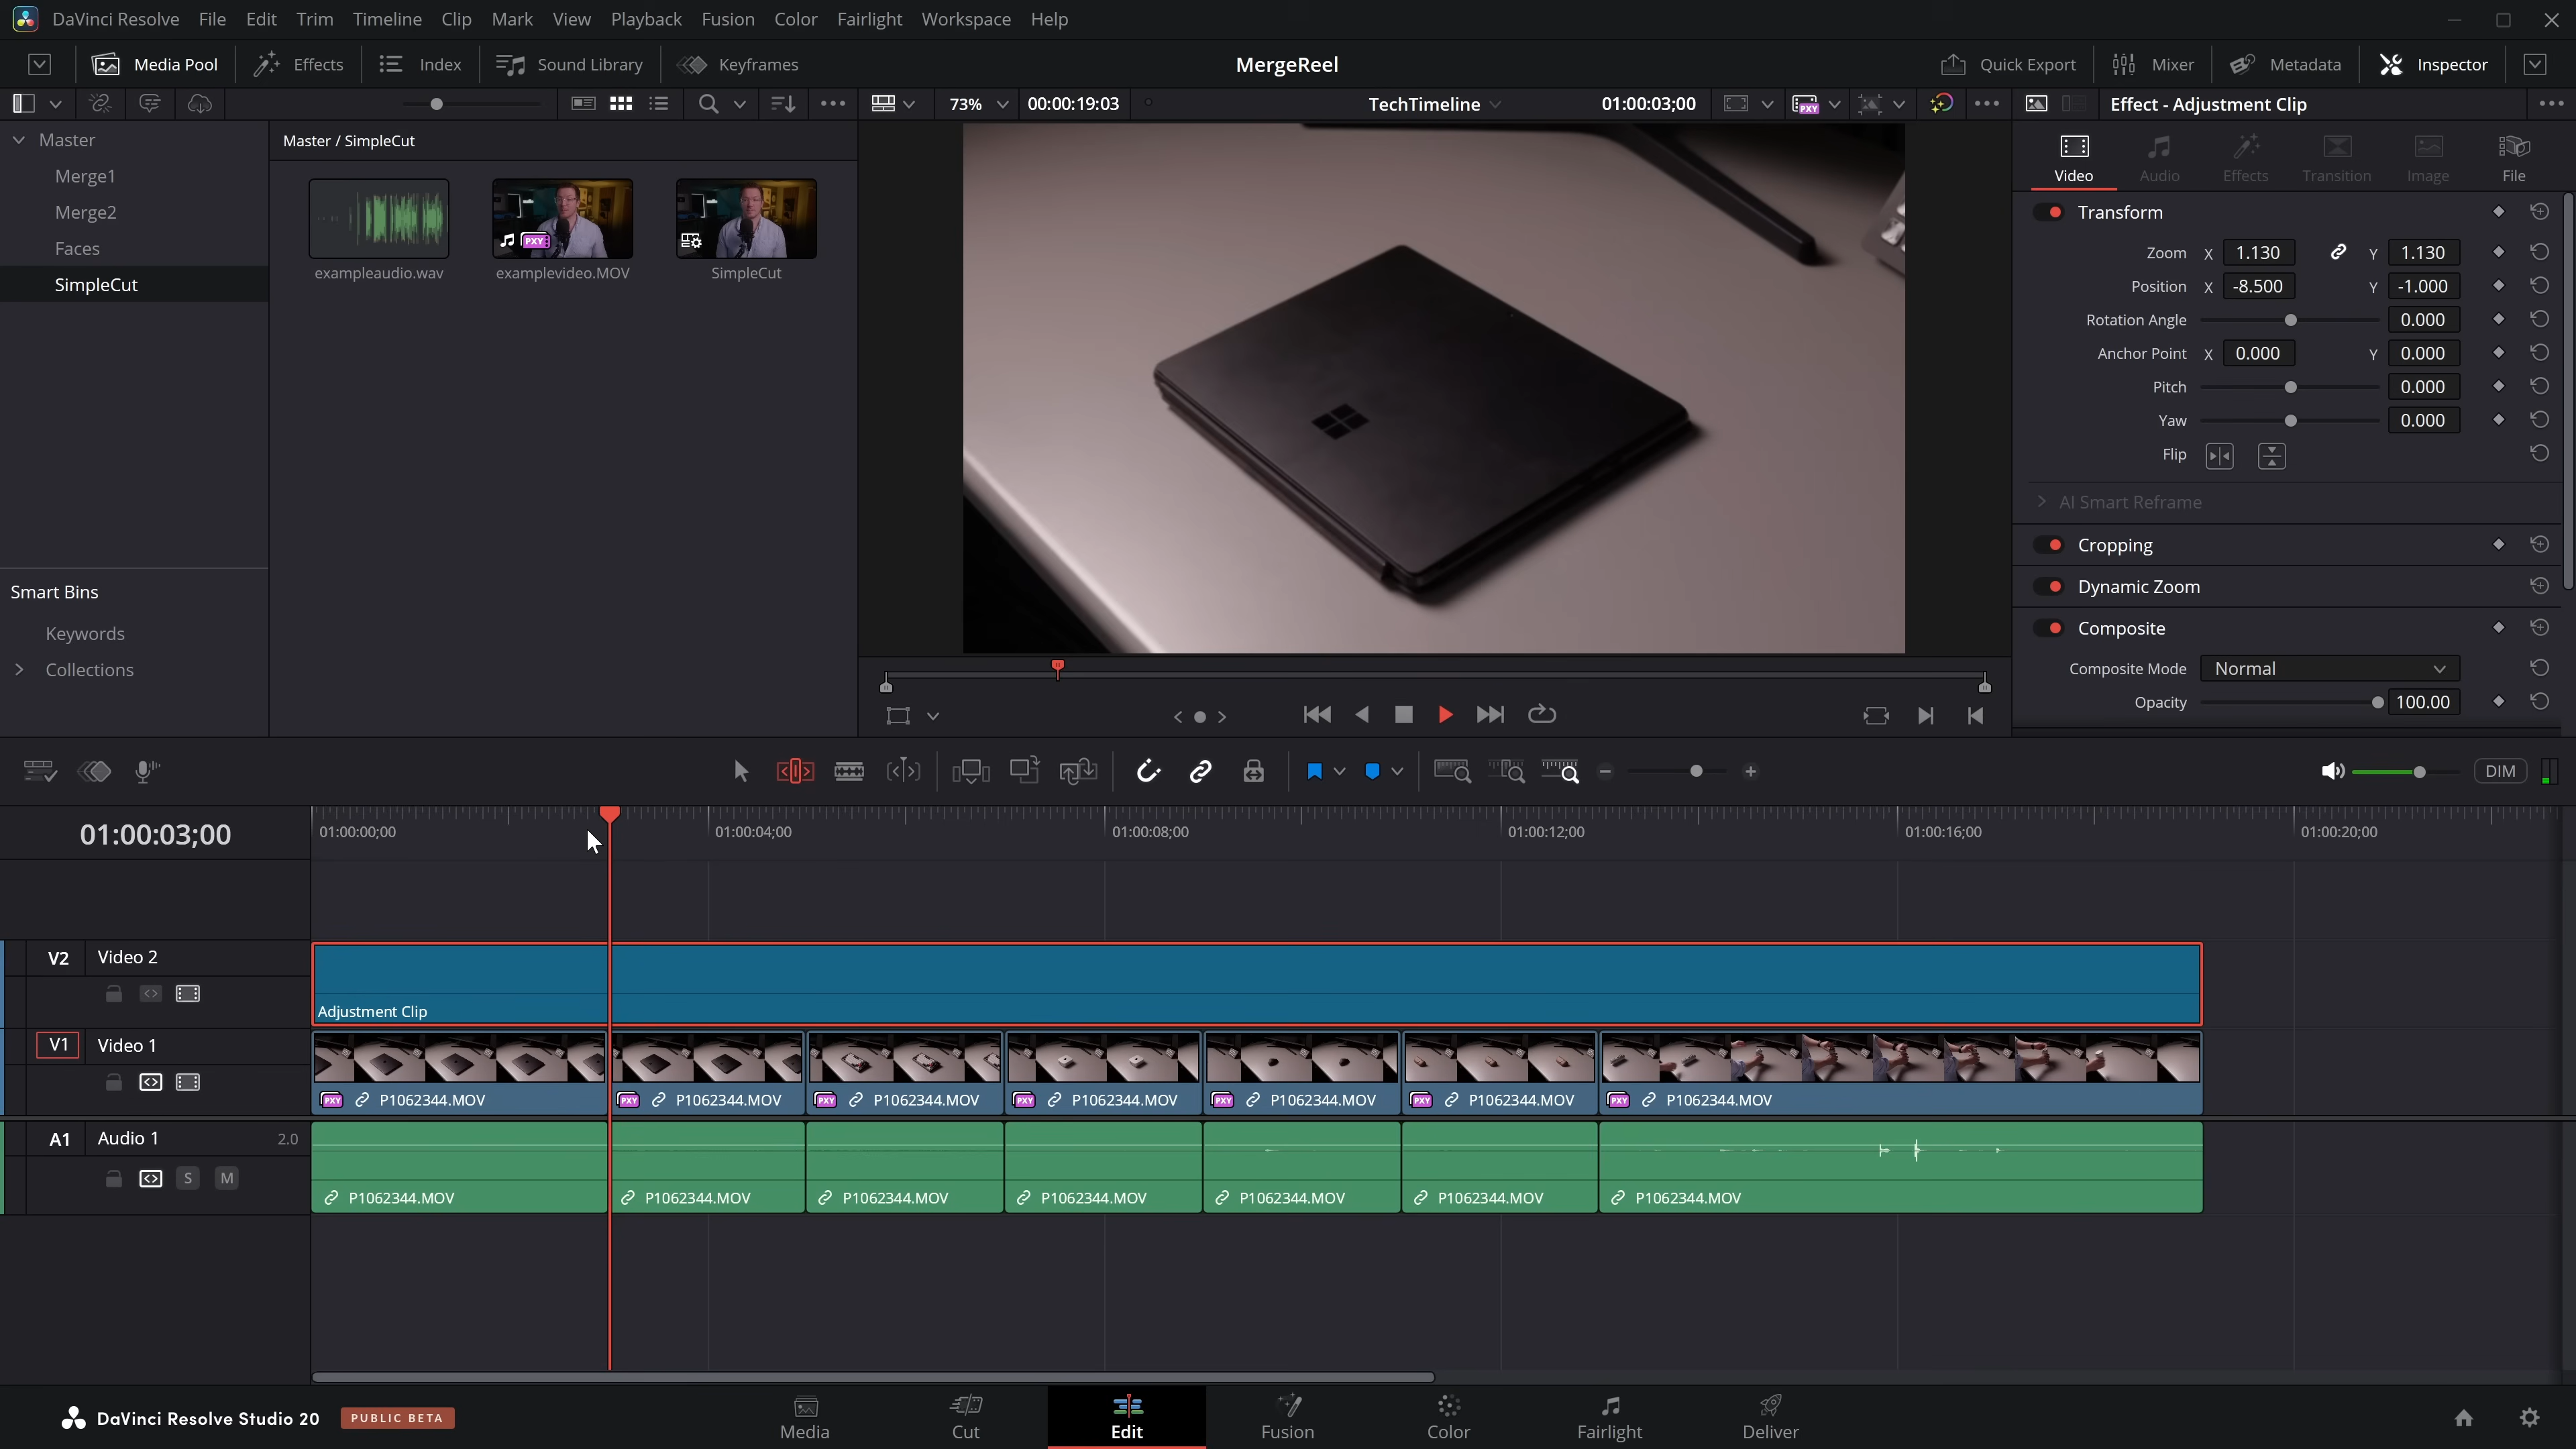 DaVinci Resolve File Edit Trim Timeline Clip Mark View Playback Fusion Color Fairlight Workspace Help
Media Pool Effects Index Sound Library Keyframes MergeReel Quick Export Mixer Metadata Inspector
73% 00:00:19:03 TechTimeline 01:00:03;00 PXY Effect - Adjustment Clip
Master
Merge1
Merge2
Faces
SimpleCut
Master / SimpleCut
PXY
exampleaudio.wav examplevideo.MOV SimpleCut
Smart Bins
Keywords
Collections
Video Audio Effects Transition Image File
Transform
Zoom X 1.130 Y 1.130
Position X -8.500 Y -1.000
Rotation Angle 0.000
Anchor Point X 0.000 Y 0.000
Pitch 0.000
Yaw 0.000
Flip
AI Smart Reframe
Cropping
Dynamic Zoom
Composite
Composite Mode Normal
Opacity 100.00
DIM
01:00:03;00
01:00:00;00 01:00:04;00 01:00:08;00 01:00:12;00 01:00:16;00 01:00:20;00
V2 Video 2
Adjustment Clip
V1 Video 1
PXY P1062344.MOV PXY P1062344.MOV PXY P1062344.MOV PXY P1062344.MOV PXY P1062344.MOV PXY P1062344.MOV PXY P1062344.MOV
A1 Audio 1 2.0
S M
P1062344.MOV P1062344.MOV P1062344.MOV P1062344.MOV P1062344.MOV P1062344.MOV P1062344.MOV
DaVinci Resolve Studio 20 PUBLIC BETA
Media Cut Edit Fusion Color Fairlight Deliver